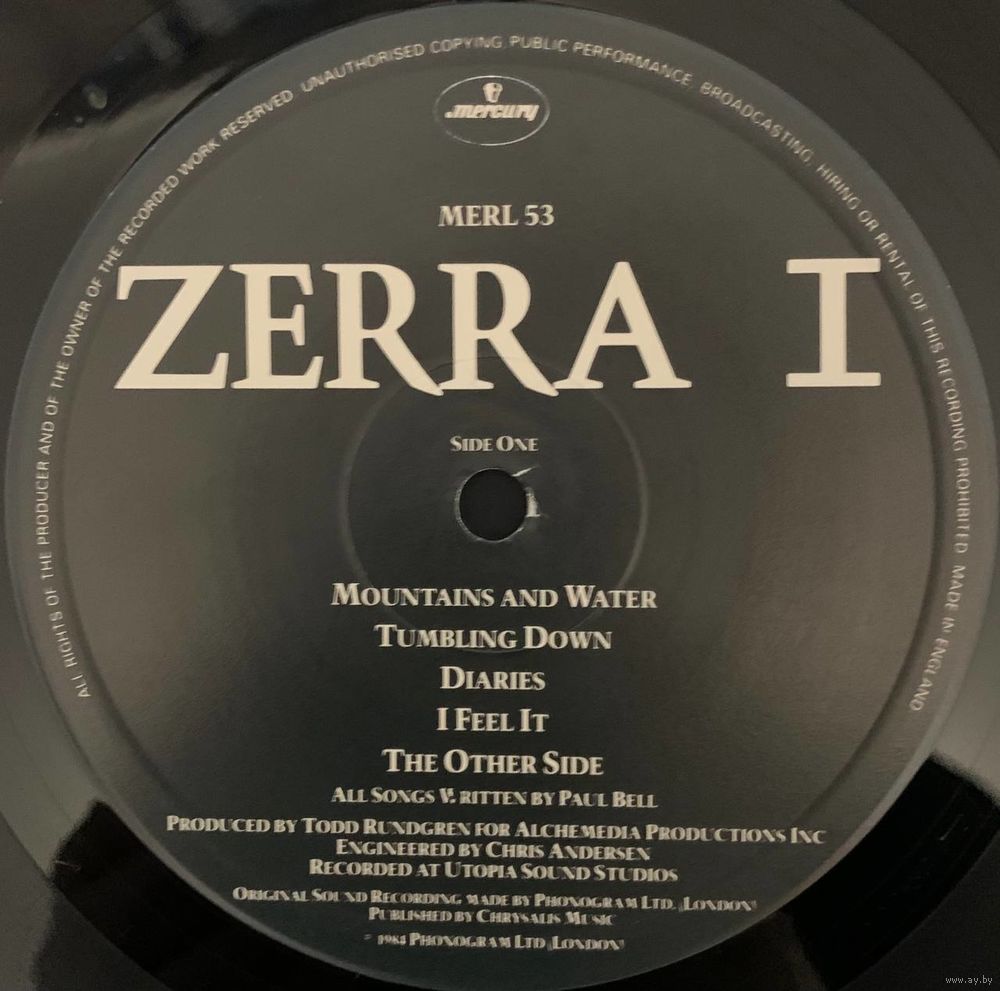 ALL RIGHTS OF THE PRODUCER AND OF THE OWNER OF THE RECORDED WORK RESERVED UNAUTHORISED COPYING, PUBLIC PERFORMANCE, BROADCASTING, HIRING OR RENTAL OF THIS RECORDING PROHIBITED MADE IN ENGLAND
mercury
MERL 53
ZERRA I
SIDE ONE
MOUNTAINS AND WATER
TUMBLING DOWN
DIARIES
I FEEL IT
THE OTHER SIDE
ALL SONGS WRITTEN BY PAUL BELL
PRODUCED BY TODD RUNDGREN FOR ALCHEMEDIA PRODUCTIONS INC
ENGINEERED BY CHRIS ANDERSEN
RECORDED AT UTOPIA SOUND STUDIOS
ORIGINAL SOUND RECORDING MADE BY PHONOGRAM LTD. (LONDON)
PUBLISHED BY CHRYSALIS MUSIC
1984 PHONOGRAM LTD (LONDON)
www.ay.by